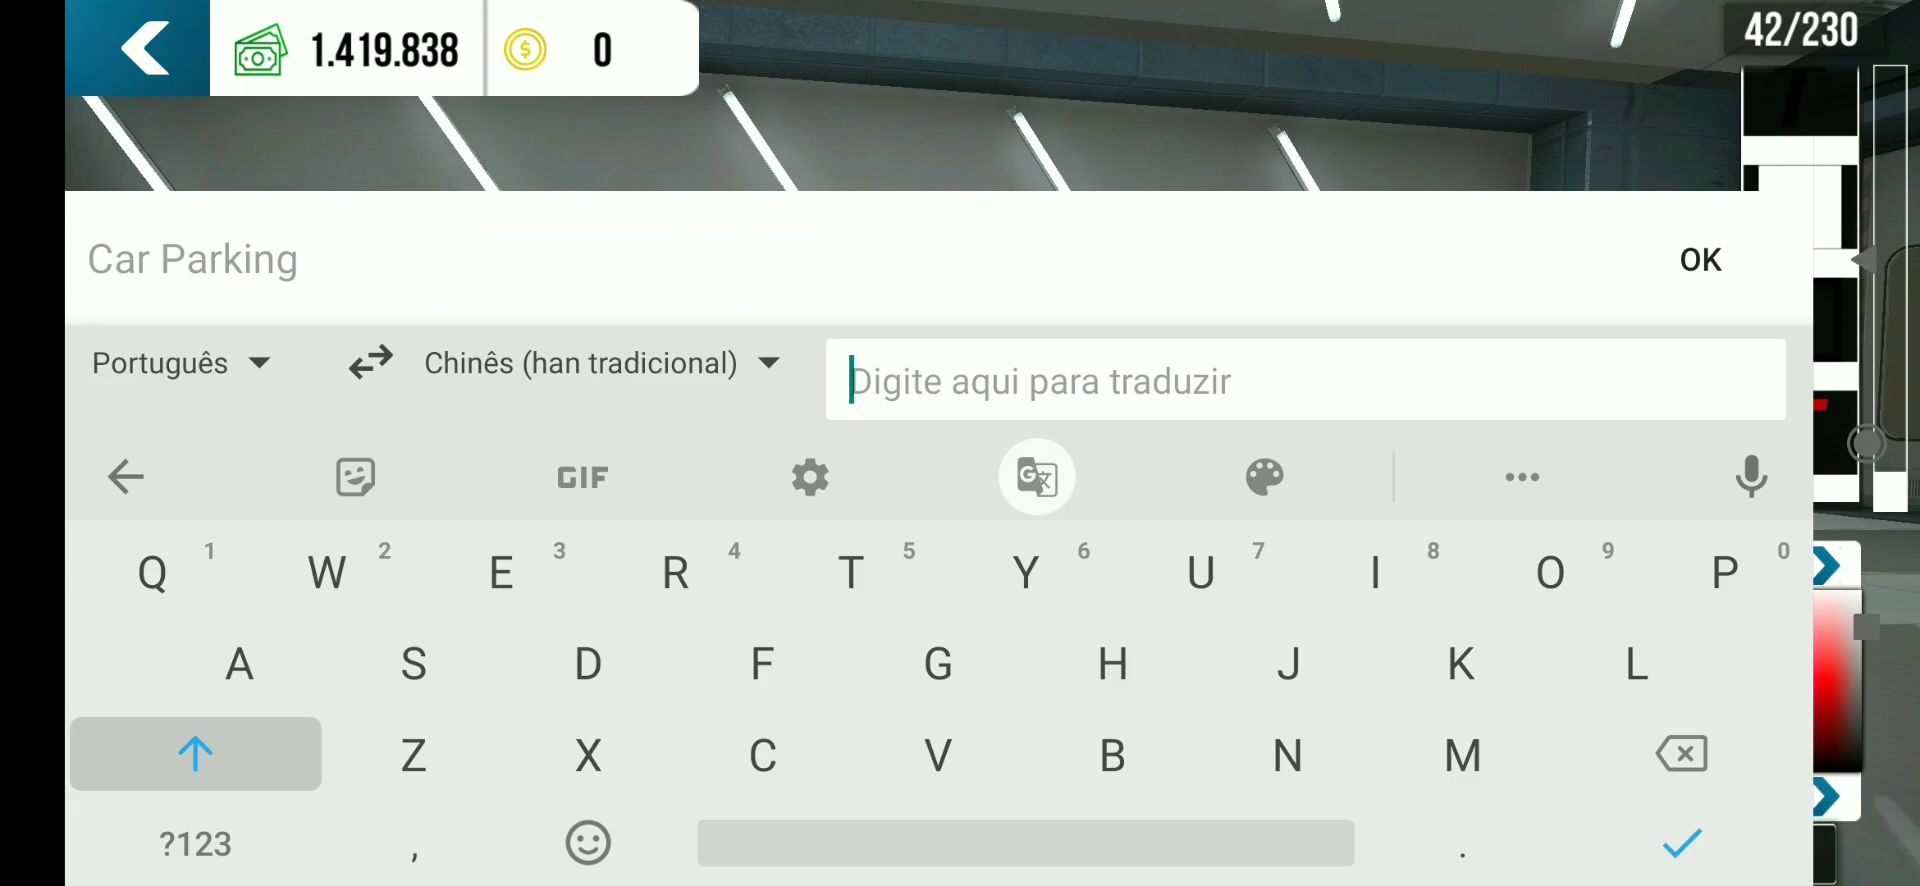 1.419.838
0
42/230
Car Parking
OK
Português
Chinês (han tradicional)
Digite aqui para traduzir
GIF
G 文
1 2 3 4 5 6 7 8 9 0
Q W E R T Y U I O P
A S D F G H J K L
Z X C V B N M
?123 , .